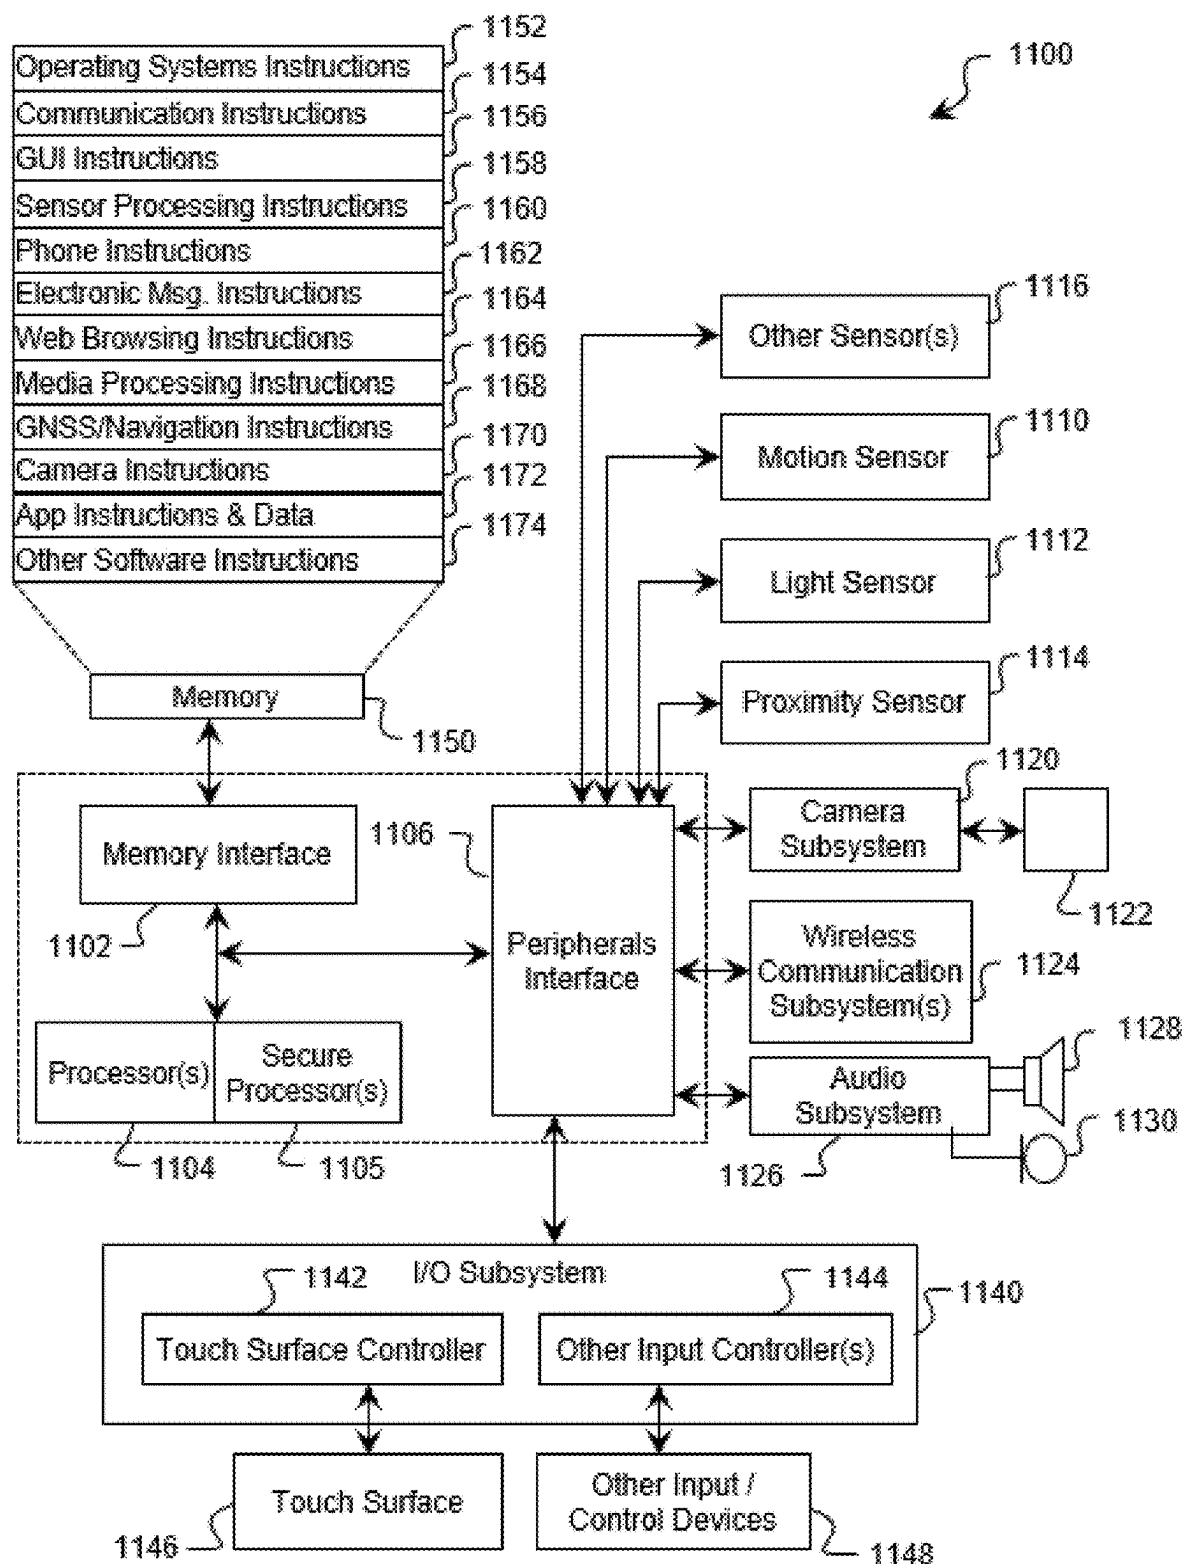 1152
Operating Systems Instructions
1154
Communication Instructions
1156
GUI Instructions
1158
Sensor Processing Instructions
1160
Phone Instructions
1162
Electronic Msg. Instructions
1164
Web Browsing Instructions
1166
Media Processing Instructions
1168
GNSS/Navigation Instructions
1170
Camera Instructions
1172
App Instructions & Data
1174
Other Software Instructions
1100
Memory
1150
1116
Other Sensor(s)
1110
Motion Sensor
1112
Light Sensor
1114
Proximity Sensor
1120
Camera
Subsystem
1122
1106
Memory Interface
1102
Peripherals
Interface
Wireless
Communication
Subsystem(s)
1124
Processor(s)
Secure
Processor(s)
1104
1105
Audio
Subsystem
1128
1130
1126
I/O Subsystem
1142
1144
1140
Touch Surface Controller
Other Input Controller(s)
Touch Surface
1146
Other Input /
Control Devices
1148